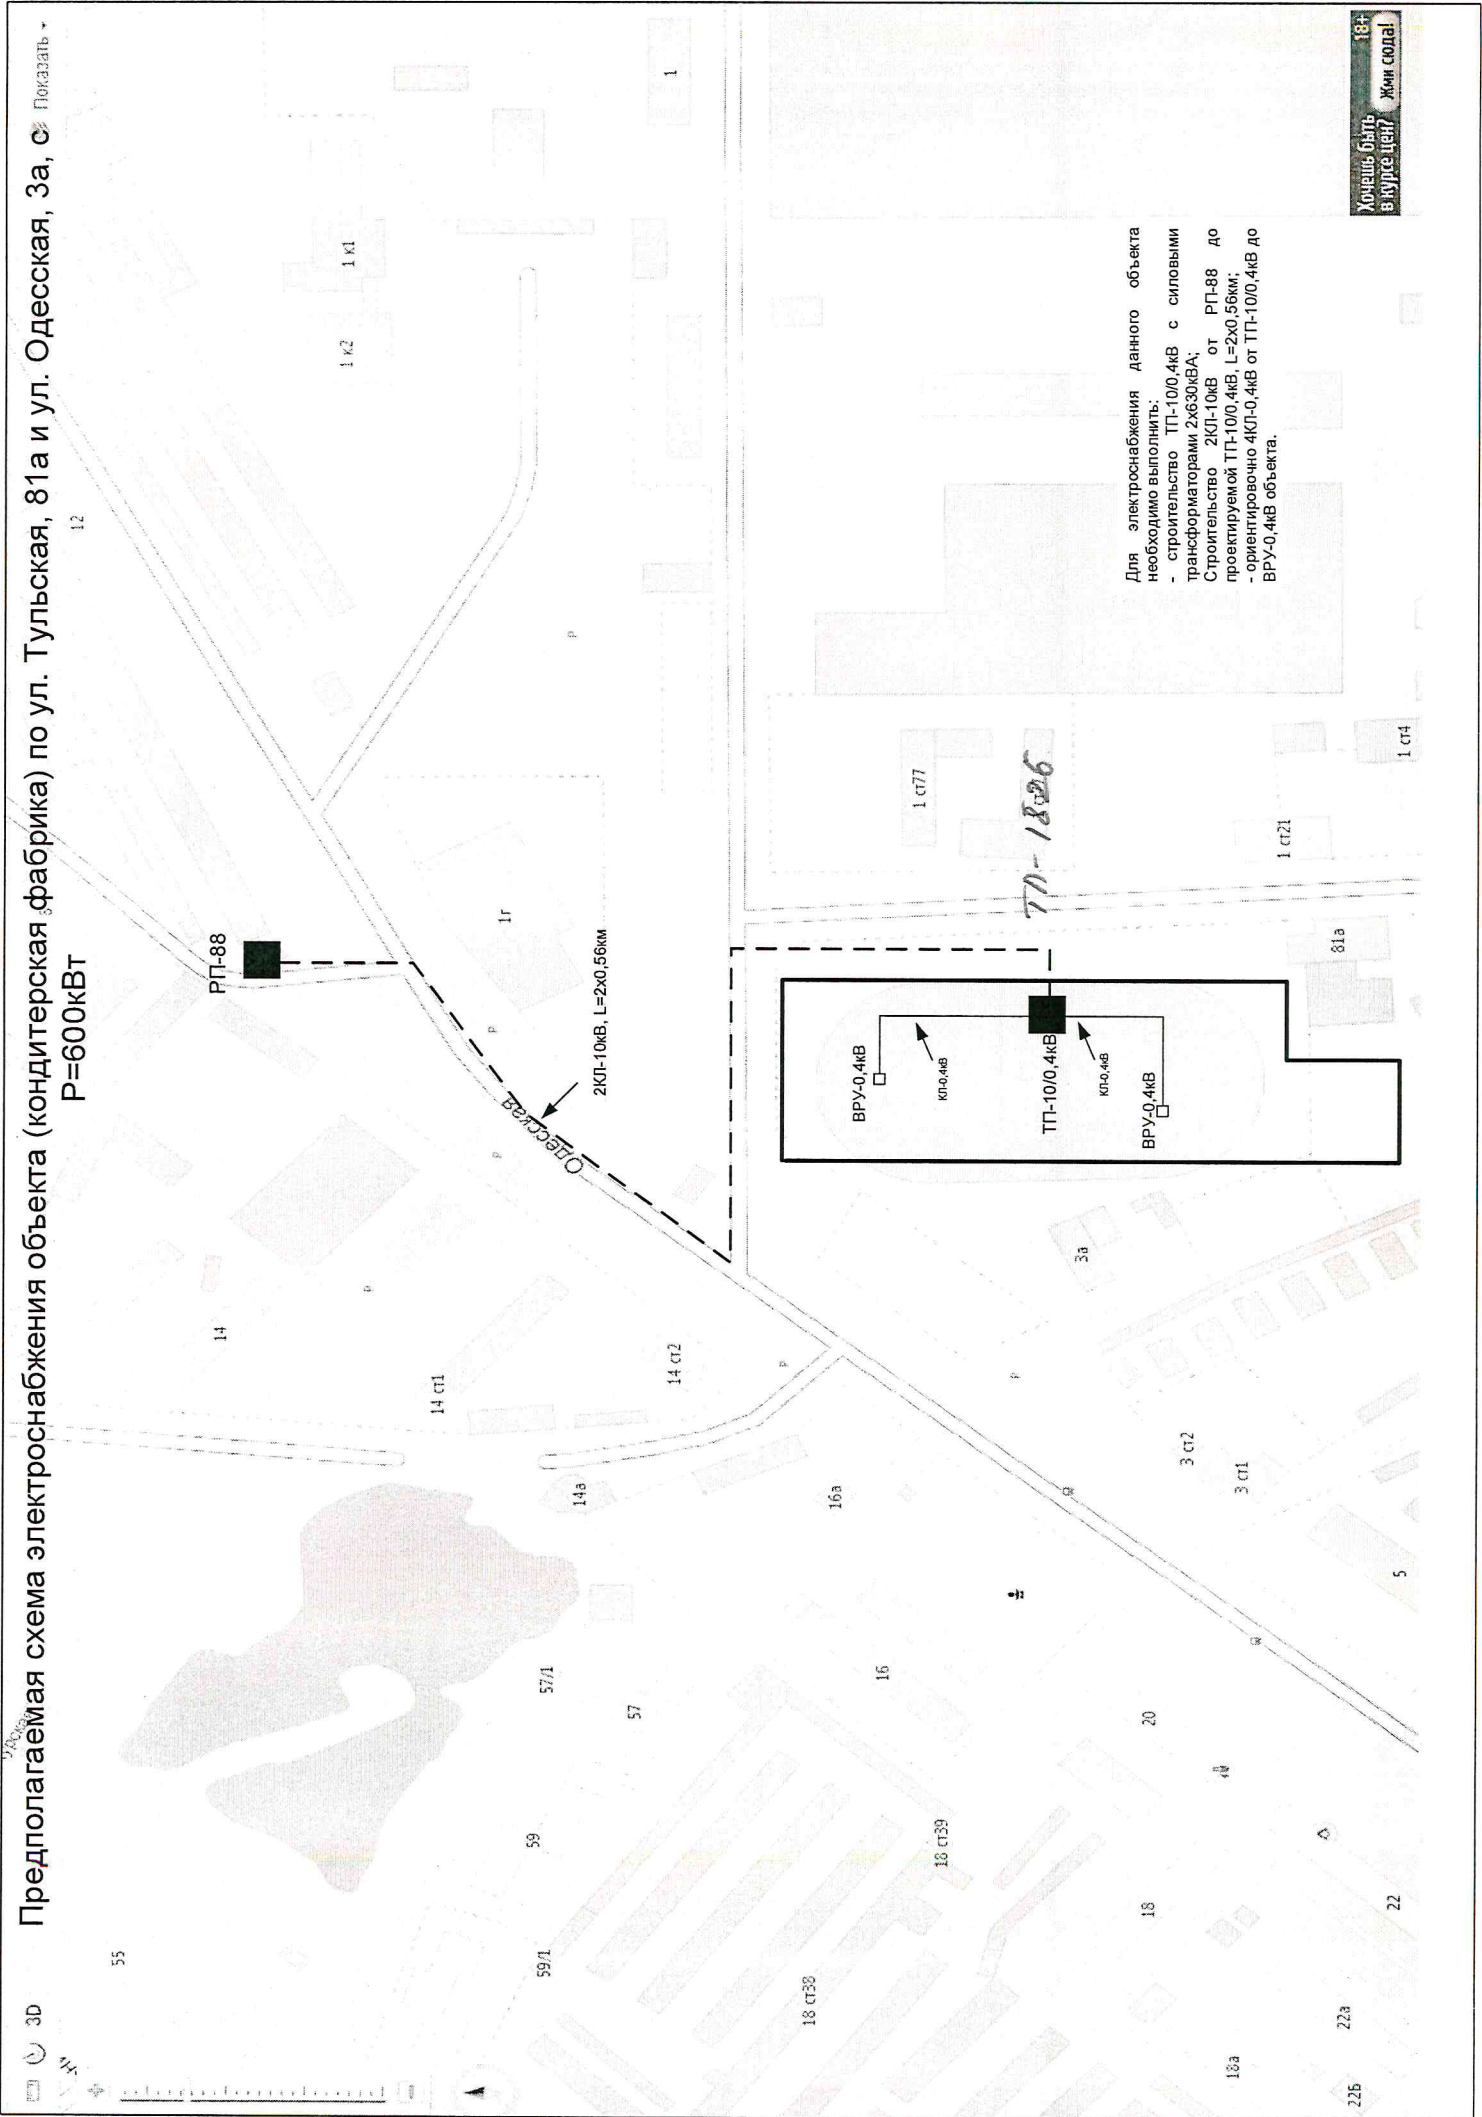 3D
Предполагаемая схема электроснабжения объекта (кондитерская фабрика) по ул. Тульская, 81а и ул. Одесская, 3а, с
Показать
P=600кВт
РП-88
12
1 к1
1 к2
1
1г
2КЛ-10кВ, L=2х0,56км
Одесская
55
14
14 ст1
14 ст2
14а
16а
57/1
57
59
59/1
16
18 ст39
18 ст38
20
18
18а
22
22а
22Б
5
3 ст2
3 ст1
3а
ВРУ-0,4кВ
КЛ-0,4кВ
ТП-10/0,4кВ
КЛ-0,4кВ
ВРУ-0,4кВ
ТП-1826
1 ст77
1 ст21
1 ст4
81а
Для электроснабжения данного объекта
необходимо выполнить:
- строительство ТП-10/0,4кВ с силовыми
трансформаторами 2х630кВА;
Строительство 2КЛ-10кВ от РП-88 до
проектируемой ТП-10/0,4кВ, L=2х0,56км;
- ориентировочно 4КЛ-0,4кВ от ТП-10/0,4кВ до
ВРУ-0,4кВ объекта.
Хочешь быть
в курсе цен?
18+
Жми сюда!